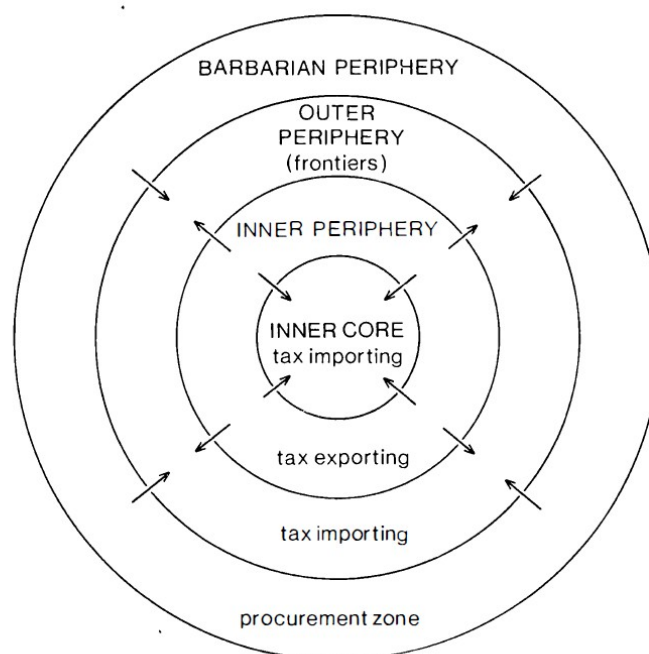 BARBARIAN PERIPHERY
OUTER
PERIPHERY
(frontiers)
INNER PERIPHERY
INNER CORE
tax importing
tax exporting
tax importing
procurement zone